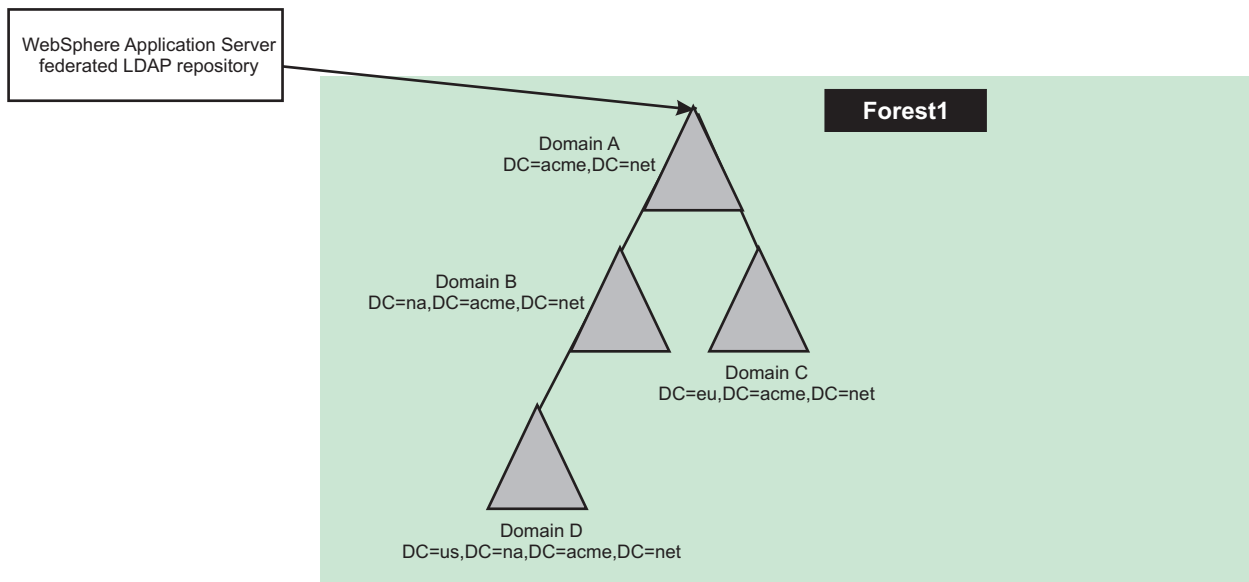 WebSphere Application Server
federated LDAP repository
Forest1
Domain A
DC=acme,DC=net
Domain B
DC=na,DC=acme,DC=net
Domain C
DC=eu,DC=acme,DC=net
Domain D
DC=us,DC=na,DC=acme,DC=net